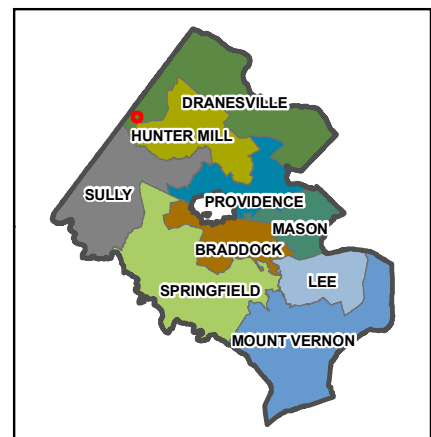 DRANESVILLE
HUNTER MILL
SULLY
PROVIDENCE
MASON
BRADDOCK
LEE
SPRINGFIELD
MOUNT VERNON